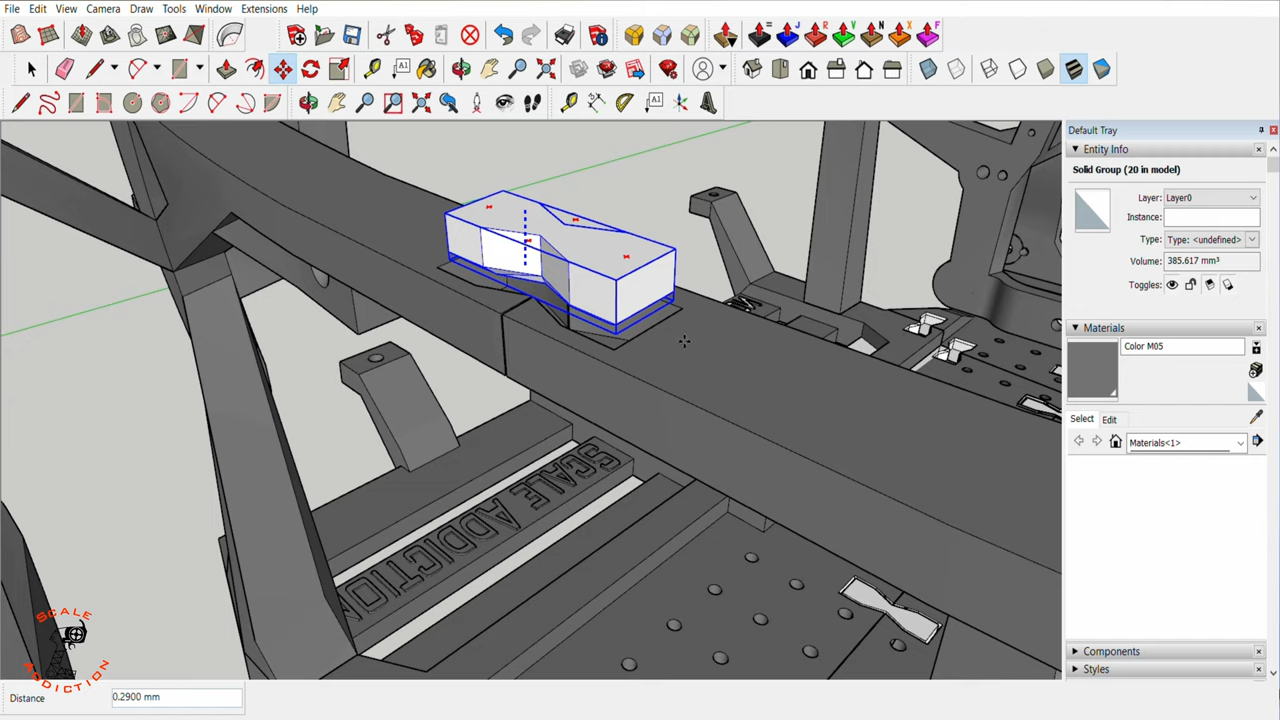 File Edit View Camera Draw Tools Window Extensions Help
Default Tray
Entity Info
Solid Group (20 in model)
Layer: Layer0
Instance:
Type: Type: <undefined>
Volume: 385.617 mm³
Toggles:
Materials
Color M05
Select Edit
Materials<1>
Components
Styles
SCALE ADDICTION
SCALE
ADDICTION
Distance 0.2900 mm